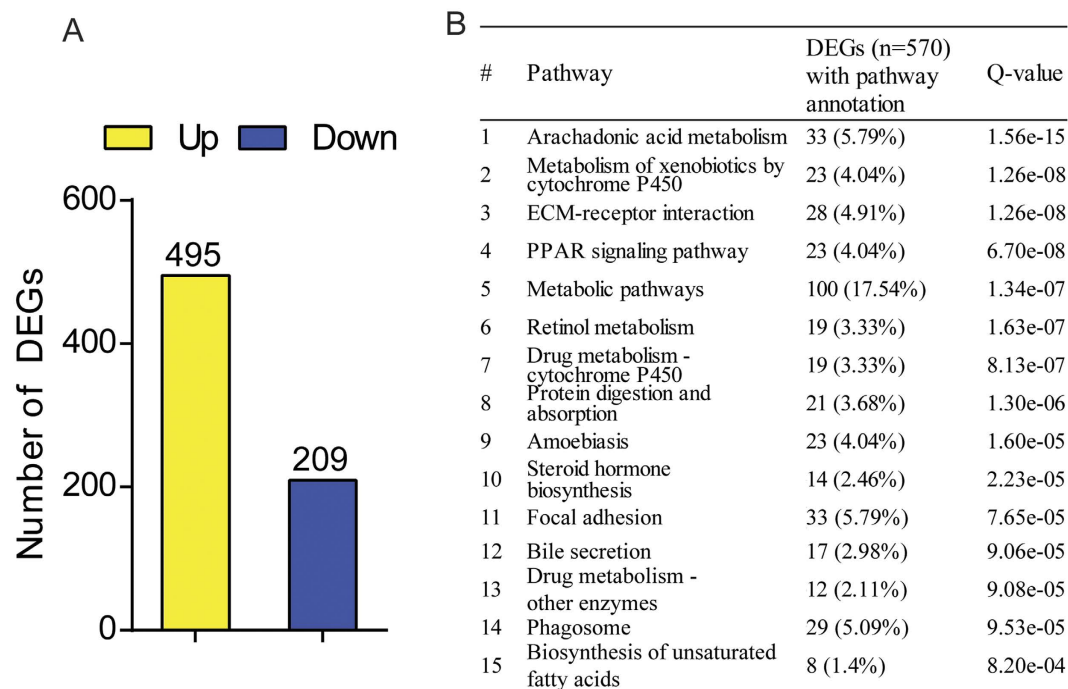 A
Up
Down
Number of DEGs
600
400
200
0
495
209
B
# Pathway DEGs (n=570) with pathway annotation Q-value
1 Arachadonic acid metabolism 33 (5.79%) 1.56e-15
2 Metabolism of xenobiotics by cytochrome P450 23 (4.04%) 1.26e-08
3 ECM-receptor interaction 28 (4.91%) 1.26e-08
4 PPAR signaling pathway 23 (4.04%) 6.70e-08
5 Metabolic pathways 100 (17.54%) 1.34e-07
6 Retinol metabolism 19 (3.33%) 1.63e-07
7 Drug metabolism - cytochrome P450 19 (3.33%) 8.13e-07
8 Protein digestion and absorption 21 (3.68%) 1.30e-06
9 Amoebiasis 23 (4.04%) 1.60e-05
10 Steroid hormone biosynthesis 14 (2.46%) 2.23e-05
11 Focal adhesion 33 (5.79%) 7.65e-05
12 Bile secretion 17 (2.98%) 9.06e-05
13 Drug metabolism - other enzymes 12 (2.11%) 9.08e-05
14 Phagosome 29 (5.09%) 9.53e-05
15 Biosynthesis of unsaturated fatty acids 8 (1.4%) 8.20e-04